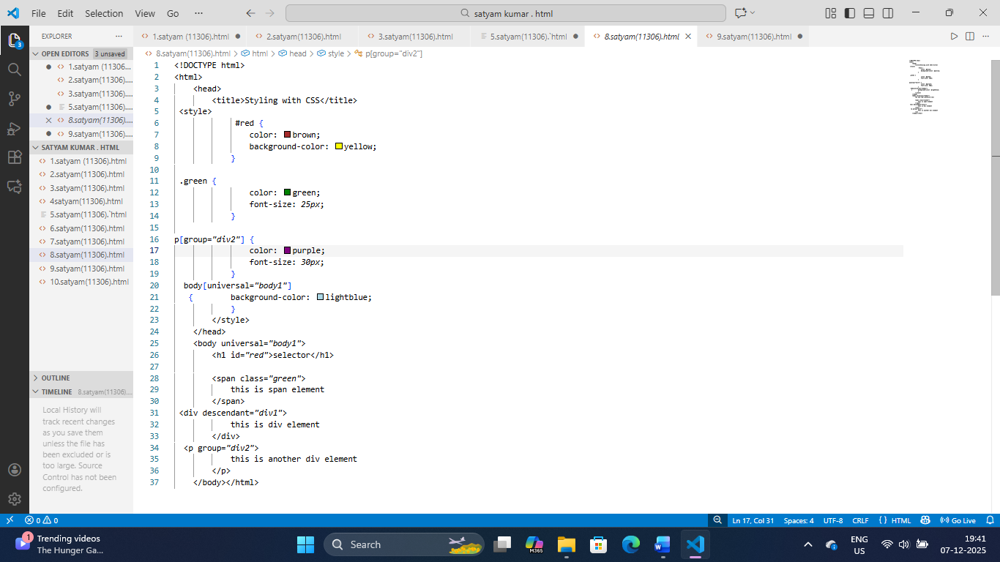 File Edit Selection View Go ··· satyam kumar . html
EXPLORER ···
1.satyam (11306).html
2.satyam(11306).html
3.satyam(11306).html
5.satyam(11306).`html
8.satyam(11306).html
9.satyam(11306).html
OPEN EDITORS 3 unsaved
1.satyam (11306....
2.satyam(11306)....
3.satyam(11306)....
5.satyam(11306)....
8.satyam(11306)....
9.satyam(11306)....
SATYAM KUMAR . HTML
1.satyam (11306).html
2.satyam(11306).html
3.satyam(11306).html
4satyam(11306).html
5.satyam(11306).`html
6.satyam(11306).html
7.satyam(11306).html
8.satyam(11306).html
9.satyam(11306).html
10.satyam(11306).html
OUTLINE
TIMELINE 8.satyam(11306)....
Local History will
track recent changes
as you save them
unless the file has
been excluded or is
too large. Source
Control has not been
configured.
8.satyam(11306).html > html > head > style > p[group="div2"]
1 <!DOCTYPE html>
2 <html>
3 <head>
4 <title>Styling with CSS</title>
5 <style>
6 #red {
7 color: brown;
8 background-color: yellow;
9 }
10
11 .green {
12 color: green;
13 font-size: 25px;
14 }
15
16 p[group="div2"] {
17 color: purple;
18 font-size: 30px;
19 }
20 body[universal="body1"]
21 { background-color: lightblue;
22 }
23 </style>
24 </head>
25 <body universal="body1">
26 <h1 id="red">selector</h1>
27
28 <span class="green">
29 this is span element
30 </span>
31 <div descendant="div1">
32 this is div element
33 </div>
34 <p group="div2">
35 this is another div element
36 </p>
37 </body></html>
3
0 0 Ln 17, Col 31 Spaces: 4 UTF-8 CRLF { } HTML Go Live
1 Trending videos
The Hunger Ga...
Search
M365
ENG
US
19:41
07-12-2025